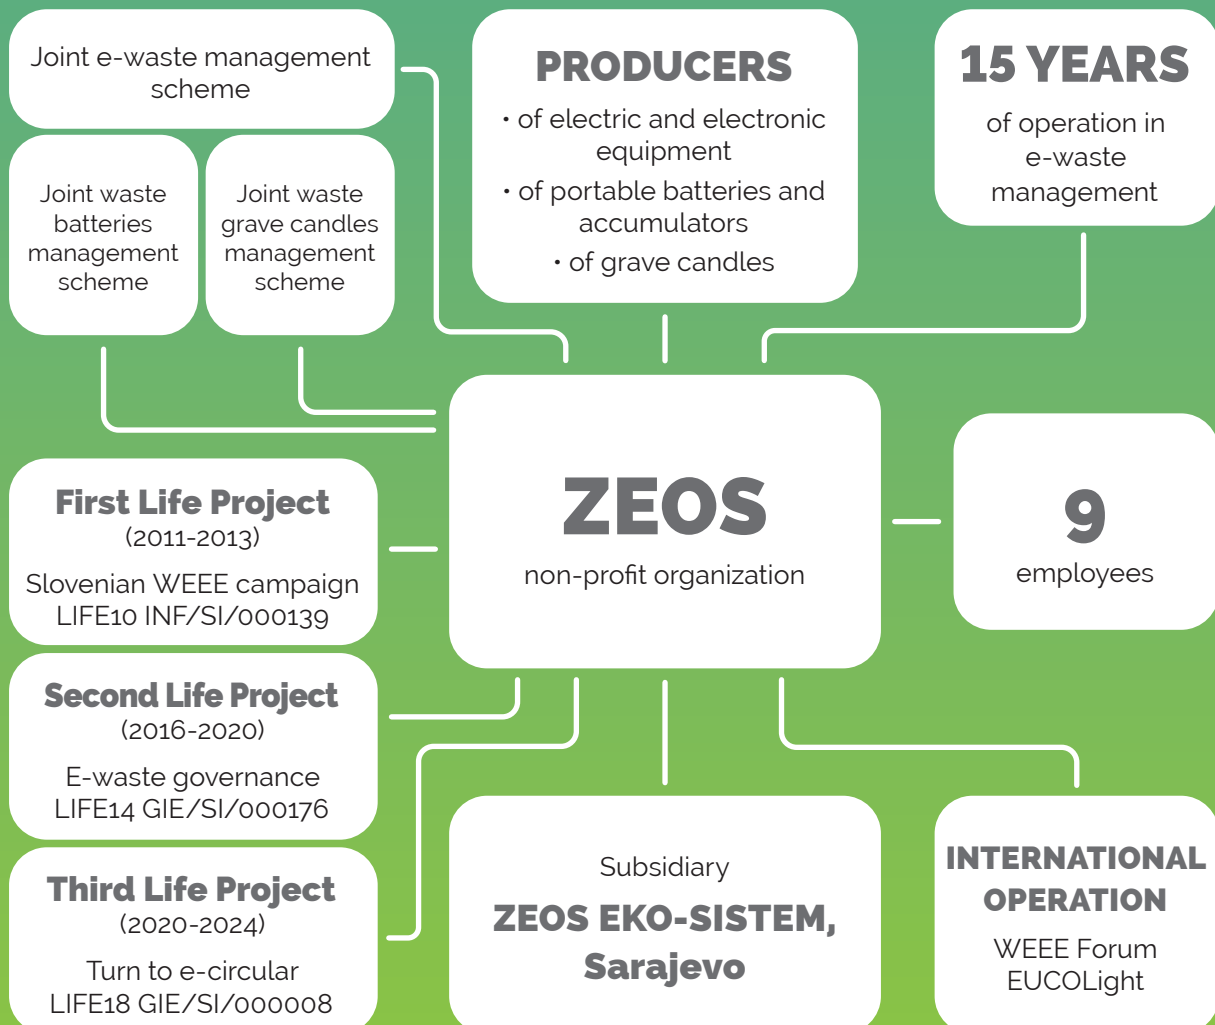 Joint e-waste management
scheme
Joint waste
batteries
management
scheme
Joint waste
grave candles
management
scheme
PRODUCERS
• of electric and electronic
equipment
• of portable batteries and
accumulators
• of grave candles
15 YEARS
of operation in
e-waste
management
ZEOS
non-profit organization
9
employees
First Life Project
(2011-2013)
Slovenian WEEE campaign
LIFE10 INF/SI/000139
Second Life Project
(2016-2020)
E-waste governance
LIFE14 GIE/SI/000176
Third Life Project
(2020-2024)
Turn to e-circular
LIFE18 GIE/SI/000008
Subsidiary
ZEOS EKO-SISTEM,
Sarajevo
INTERNATIONAL
OPERATION
WEEE Forum
EUCOLight